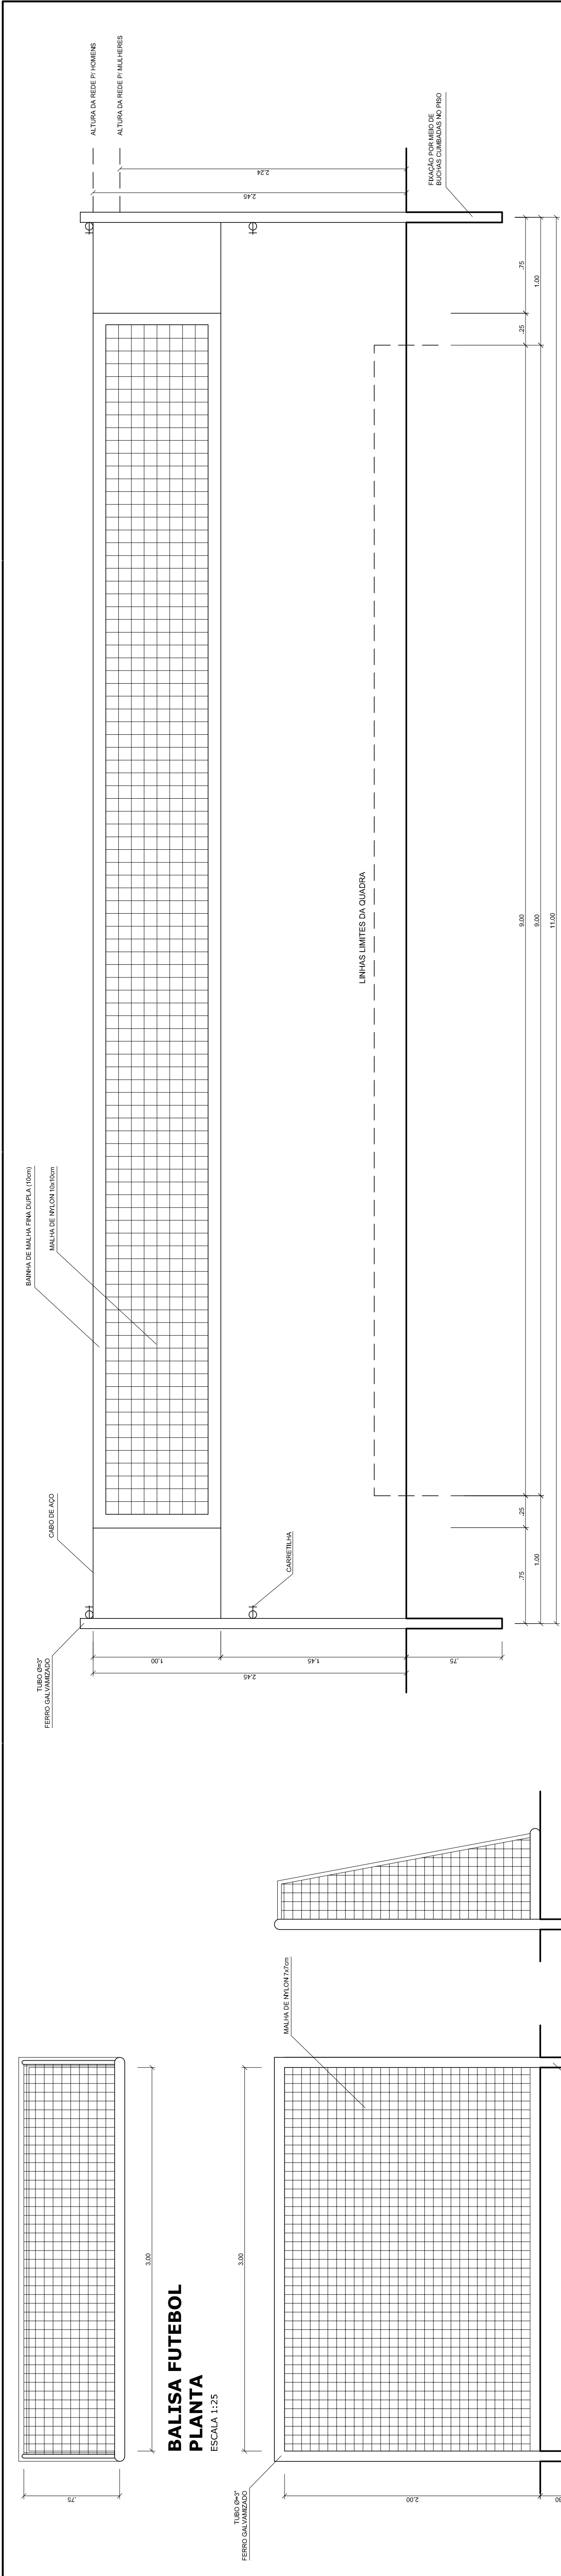 ALTURA DA REDE P/ HOMENS
ALTURA DA REDE P/ MULHERES
2.24
2.45
FIXAÇÃO POR MEIO DE
BUCHAS CUMBADAS NO PISO
.75
1.00
.25
LINHAS LIMITES DA QUADRA
9.00
9.00
11.00
BAINHA DE MALHA FINA DUPLA (10cm)
MALHA DE NYLON 10x10cm
CABO DE AÇO
CARRETILHA
.25
1.00
.75
TUBO Ø=3"
FERRO GALVAMIZADO
1.00
1.45
2.45
.75
MALHA DE NYLON 7x7cm
3.00
3.00
BALISA FUTEBOL
PLANTA
ESCALA 1:25
.75
TUBO Ø=3"
FERRO GALVAMIZADO
2.00